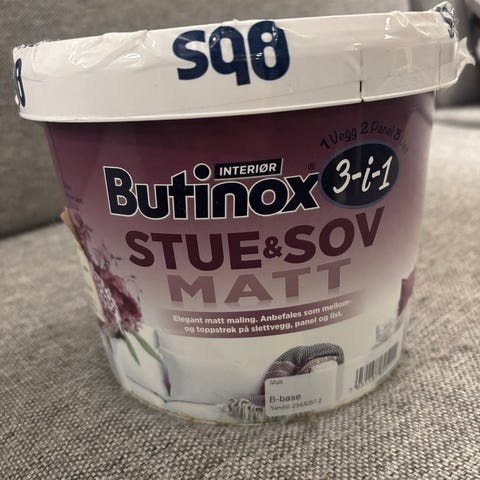 Obs
1 Vegg 2 Panel 3
INTERIØR
Butinox® 3-i-1
STUE & SOV
MATT
Elegant matt maling. Anbefales som mellom-
og toppstrøk på slettvegg, panel og list.
Matt
B-base